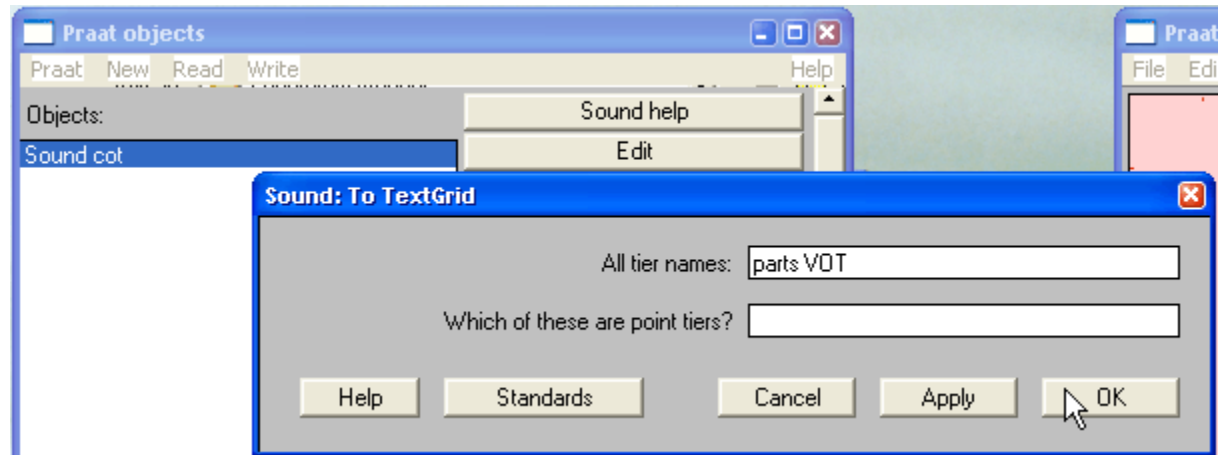 Praat objects
Praat New Read Write Help
Objects:
Sound help
Sound cot
Edit
Praat
File Edi
Sound: To TextGrid
All tier names: parts VOT
Which of these are point tiers?
Help Standards Cancel Apply OK